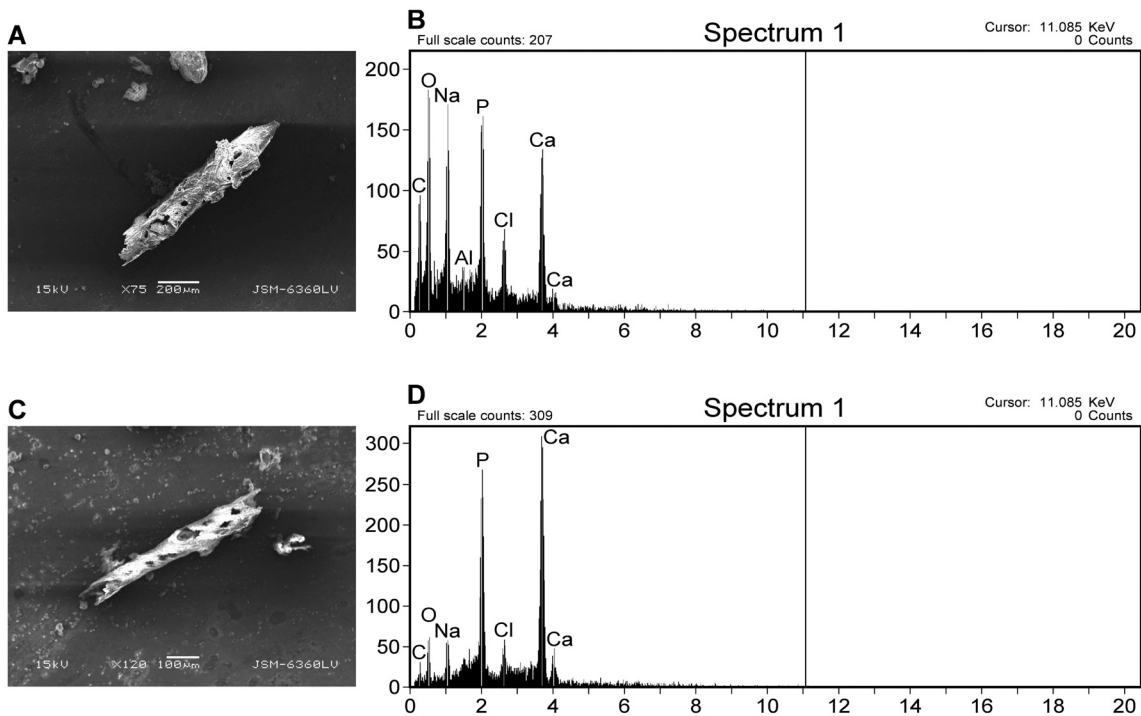 A
15kV X75 200µm JSM-6360LV
B
Full scale counts: 207 Spectrum 1 Cursor: 11.085 KeV
0 Counts
200
150
100
50
0
C O Na Al P Cl Ca Ca
0 2 4 6 8 10 12 14 16 18 20
C
15kV X120 100µm JSM-6360LV
D
Full scale counts: 309 Spectrum 1 Cursor: 11.085 KeV
0 Counts
300
250
200
150
100
50
0
C O Na P Cl Ca Ca
0 2 4 6 8 10 12 14 16 18 20